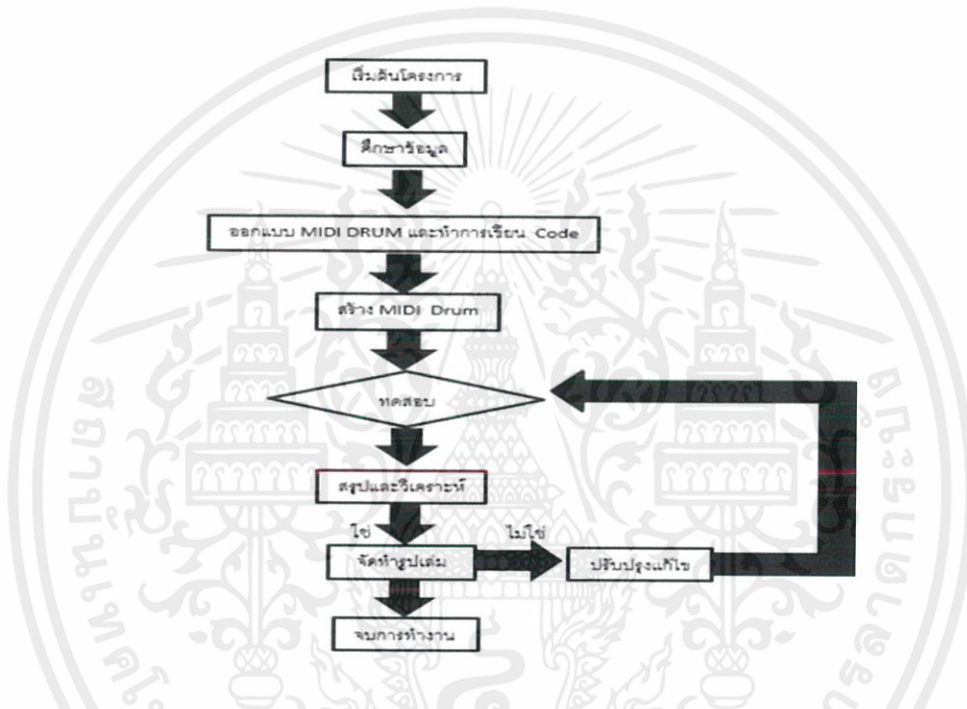 เริ่มต้นโครงการ
ศึกษาข้อมูล
ออกแบบ MIDI DRUM และทำการเขียน Code
สร้าง MIDI Drum
ทดสอบ
สรุปและวิเคราะห์
ใช่
ไม่ใช่
จัดทำรูปเล่ม
ปรับปรุงแก้ไข
จบการทำงาน